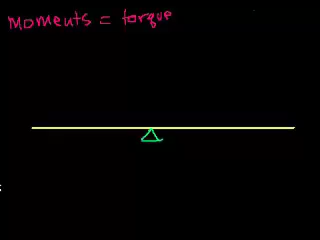 moments = torque